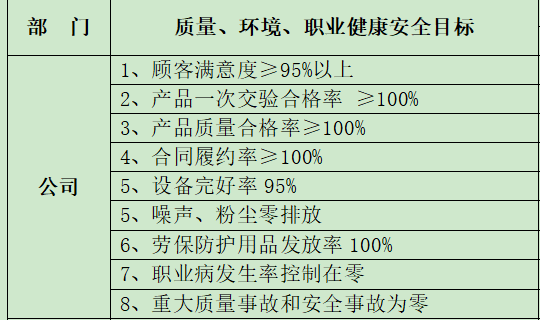 部　门　质量、环境、职业健康安全目标
公司
1、顾客满意度≥95%以上
2、产品一次交验合格率 ≥100%
3、产品质量合格率≥100%
4、合同履约率≥100%
5、设备完好率 95%
5、噪声、粉尘零排放
6、劳保防护用品发放率 100%
7、职业病发生率控制在零
8、重大质量事故和安全事故为零